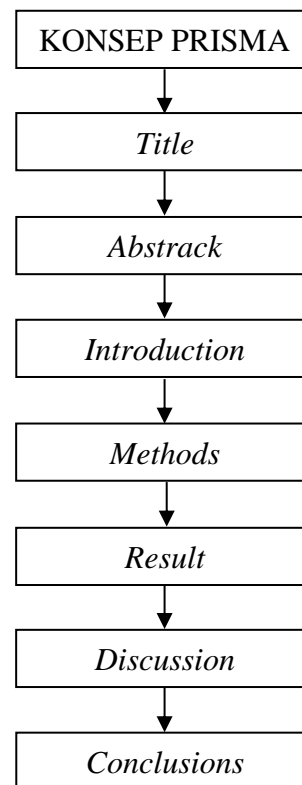 KONSEP PRISMA
Title
Abstrack
Introduction
Methods
Result
Discussion
Conclusions